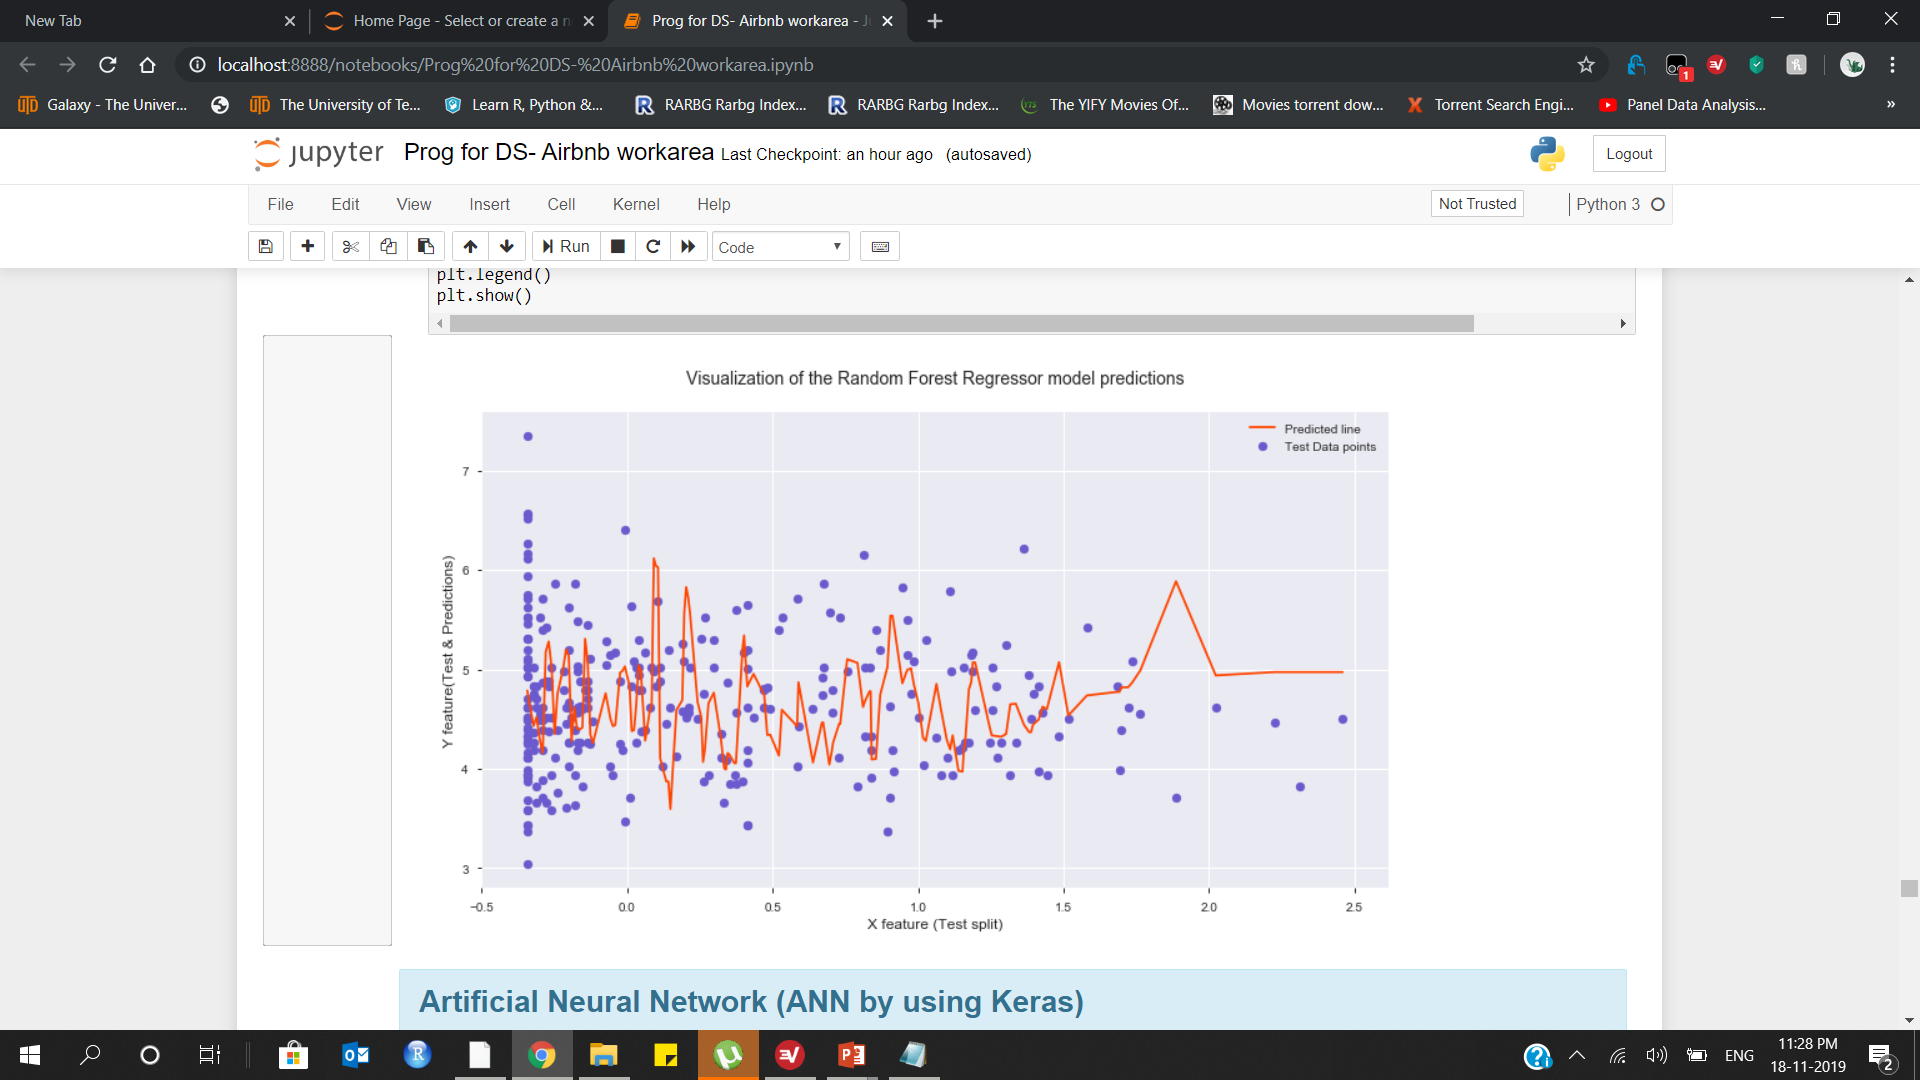 New Tab
Home Page - Select or create a n
Prog for DS- Airbnb workarea - Ju
localhost:8888/notebooks/Prog%20for%20DS-%20Airbnb%20workarea.ipynb
1
Galaxy - The Univer...
The University of Te...
Learn R, Python &...
RARBG Rarbg Index...
RARBG Rarbg Index...
The YIFY Movies Of...
Movies torrent dow...
Torrent Search Engi...
Panel Data Analysis...
»
jupyter Prog for DS- Airbnb workarea Last Checkpoint: an hour ago (autosaved)
Logout
File Edit View Insert Cell Kernel Help
Not Trusted
Python 3
Run
Code
plt.legend()
plt.show()
Visualization of the Random Forest Regressor model predictions
Predicted line
Test Data points
7
6
5
4
3
Y feature(Test & Predictions)
−0.5 0.0 0.5 1.0 1.5 2.0 2.5
X feature (Test split)
Artificial Neural Network (ANN by using Keras)
ENG
11:28 PM
18-11-2019
2